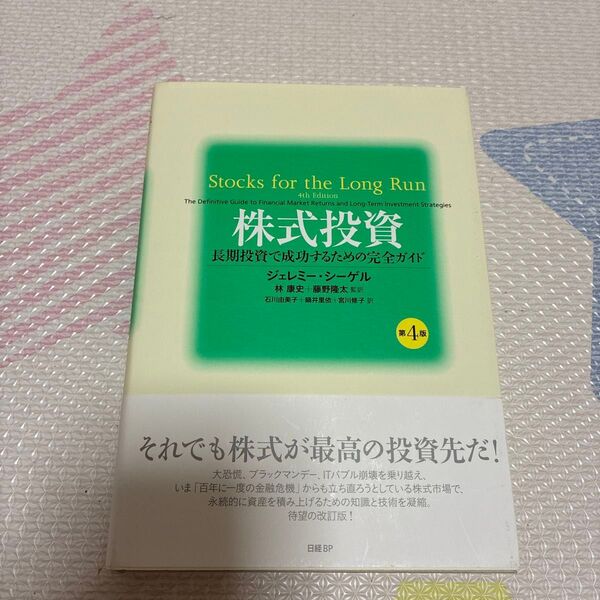 Stocks for the Long Run
4th Edition
The Definitive Guide to Financial Market Returns and Long-Term Investment Strategies
株式投資
長期投資で成功するための完全ガイド
ジェレミー・シーゲル
林 康史+藤野隆太 監訳
石川由美子+鍋井里依+宮川修子 訳
第4版
それでも株式が最高の投資先だ!
大恐慌、ブラックマンデー、ITバブル崩壊を乗り越え、
いま「百年に一度の金融危機」からも立ち直ろうとしている株式市場で、
永続的に資産を積み上げるための知識と技術を凝縮。
待望の改訂版!
日経BP